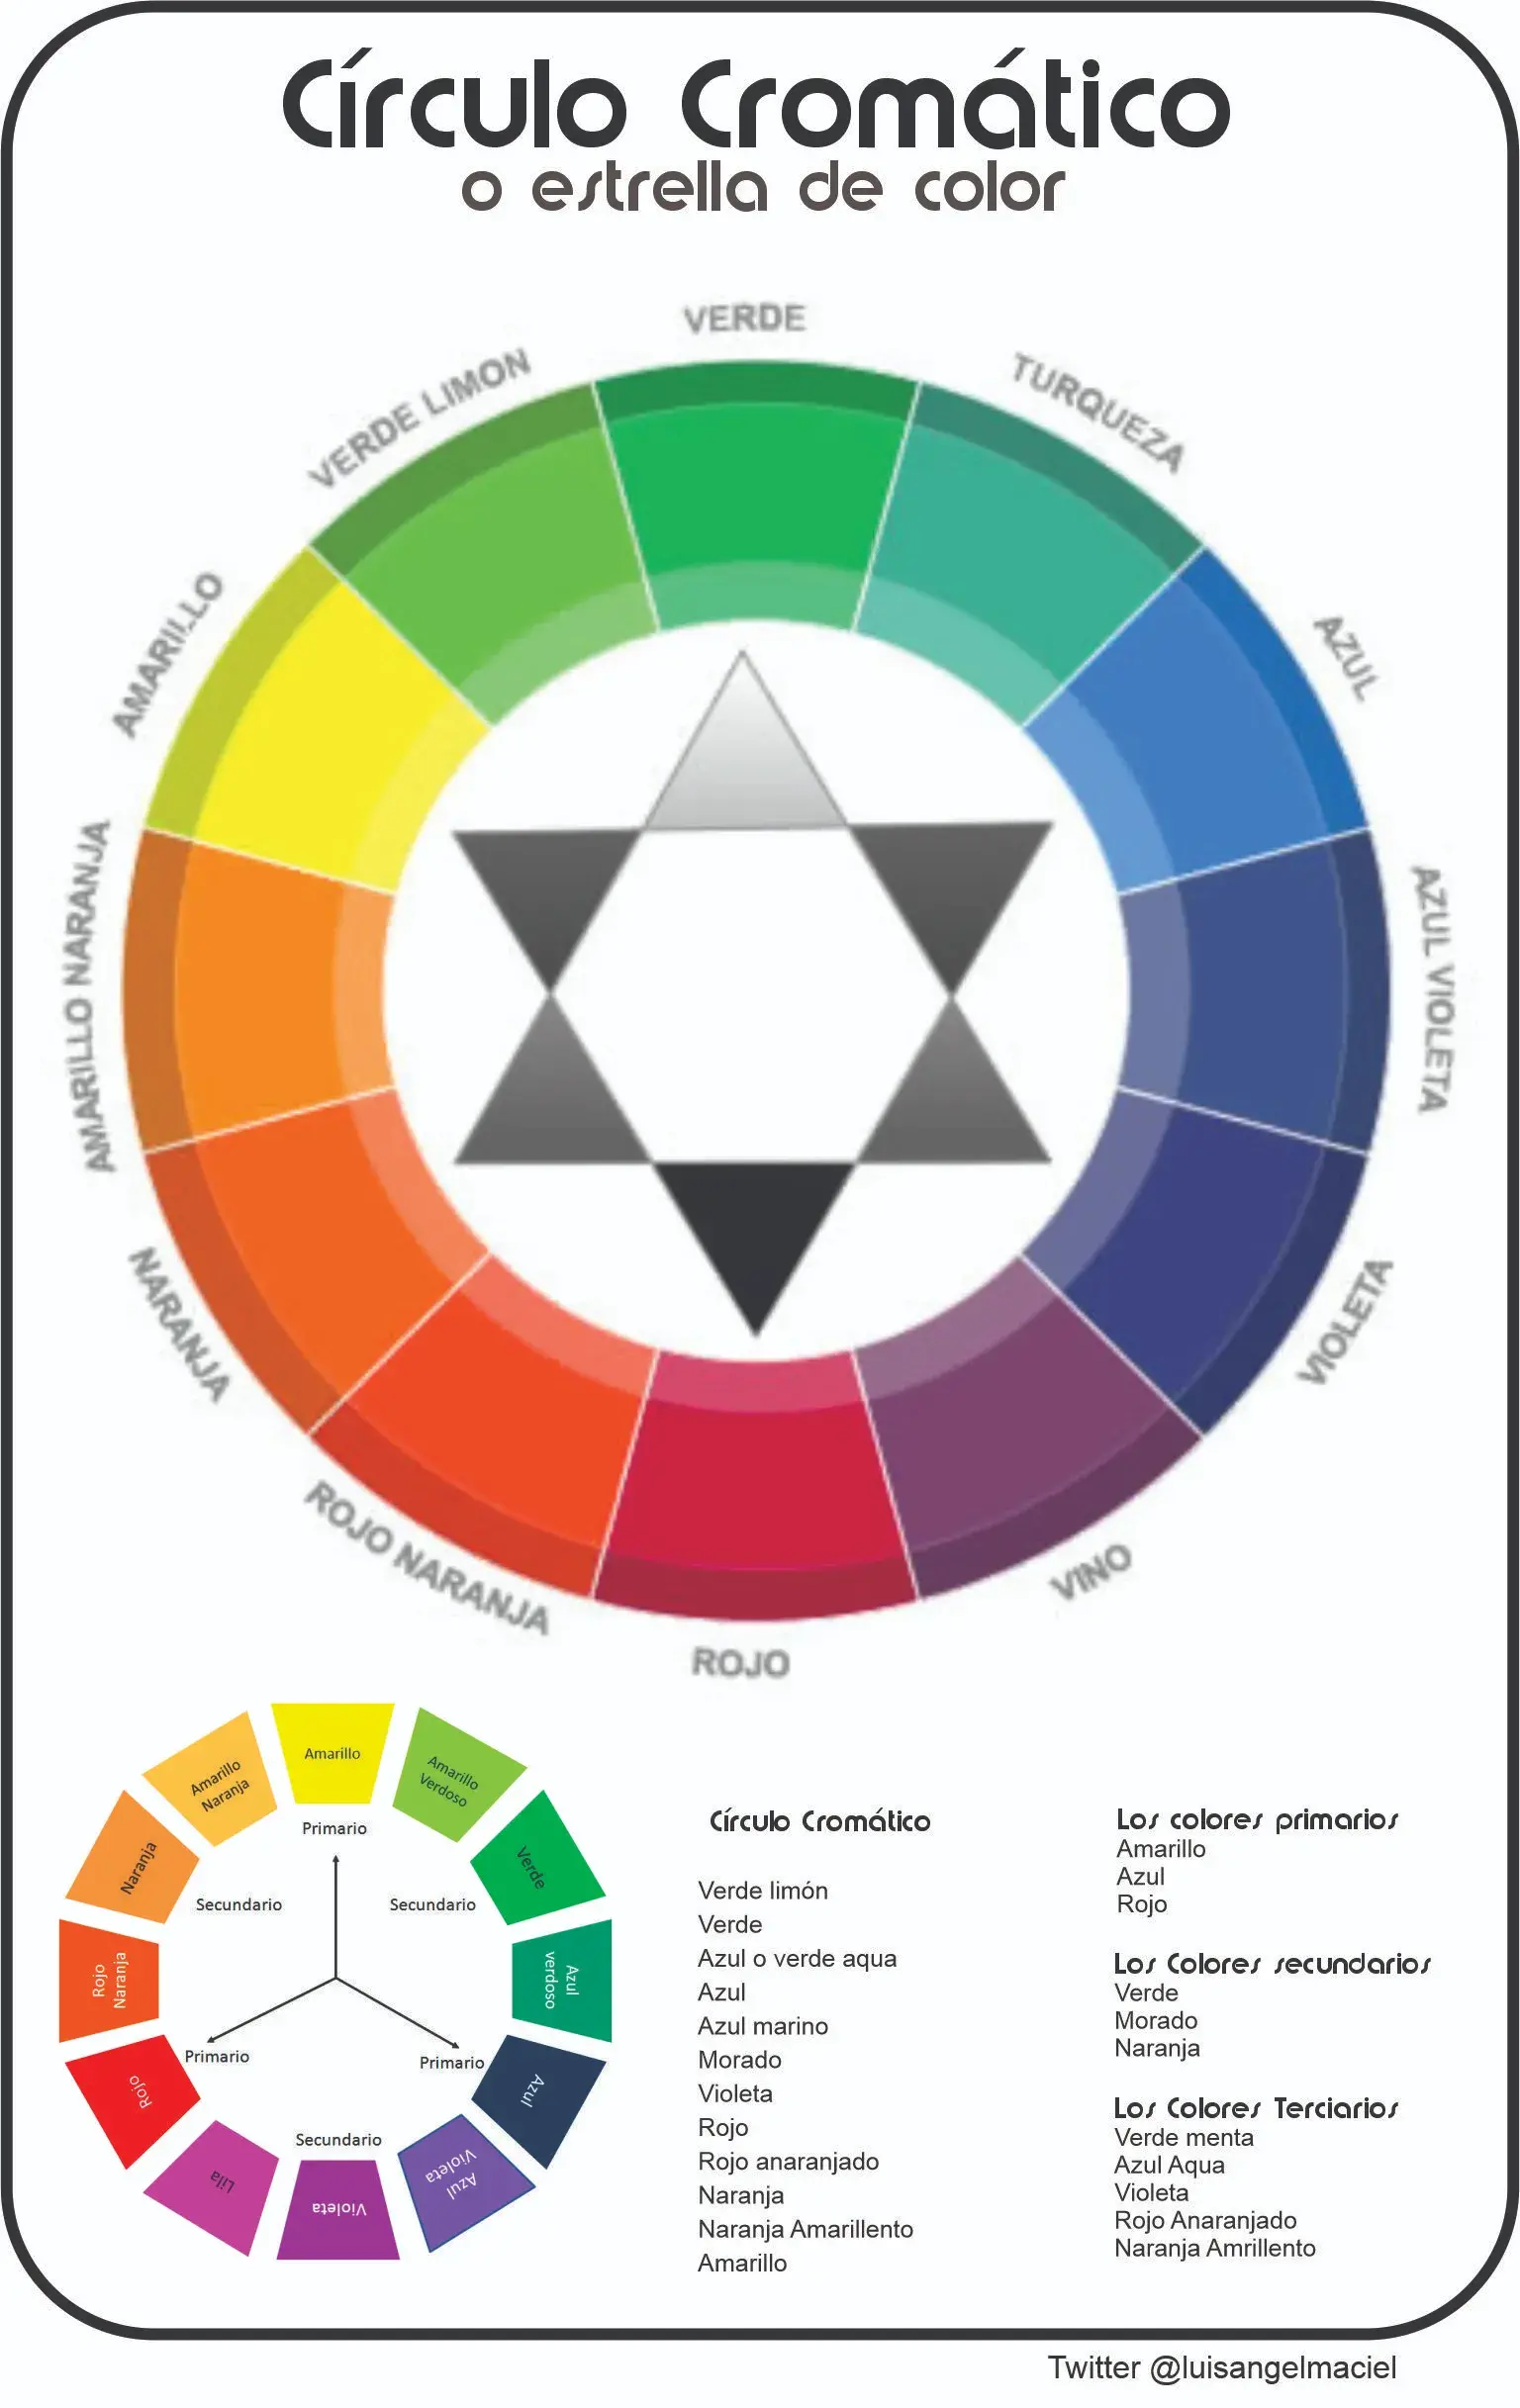 Círculo Cromático
o estrella de color
VERDE
VERDE LIMON
TURQUEZA
AMARILLO
AZUL
AMARILLO NARANJA
AZUL VIOLETA
NARANJA
VIOLETA
ROJO NARANJA
VINO
ROJO
Amarillo
Amarillo
Naranja
Amarillo
Verdoso
Naranja
Verde
Primario
Secundario
Secundario
Rojo
Naranja
Azul
verdoso
Primario
Primario
Rojo
Azul
Secundario
Lila
Violeta
Azul
Violeta
Círculo Cromático
Verde limón
Verde
Azul o verde aqua
Azul
Azul marino
Morado
Violeta
Rojo
Rojo anaranjado
Naranja
Naranja Amarillento
Amarillo
Los colores primarios
Amarillo
Azul
Rojo
Los Colores secundarios
Verde
Morado
Naranja
Los Colores Terciarios
Verde menta
Azul Aqua
Violeta
Rojo Anaranjado
Naranja Amrillento
Twitter @luisangelmaciel